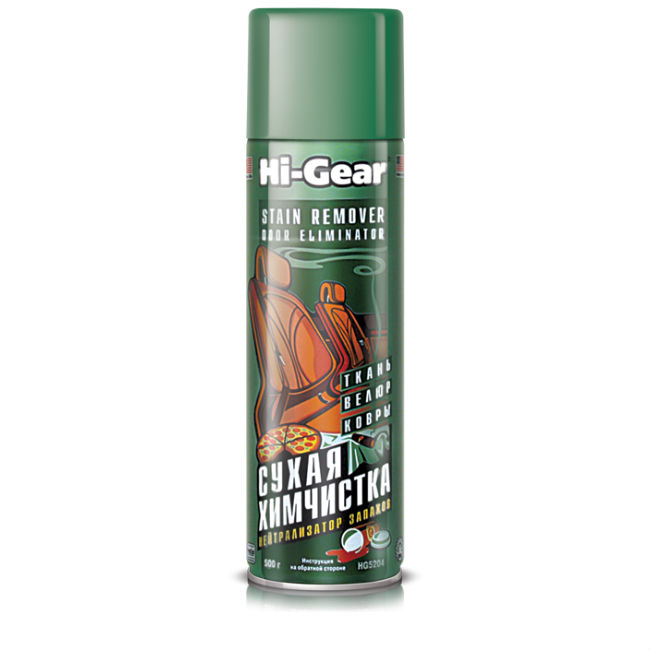 Hi-Gear
STAIN REMOVER
ODOR ELIMINATOR
ТКАНЬ
ВЕЛЮР
КОВРЫ
СУХАЯ
ХИМЧИСТКА
НЕЙТРАЛИЗАТОР ЗАПАХОВ
Инструкция
на обратной стороне
500 г
HG5204